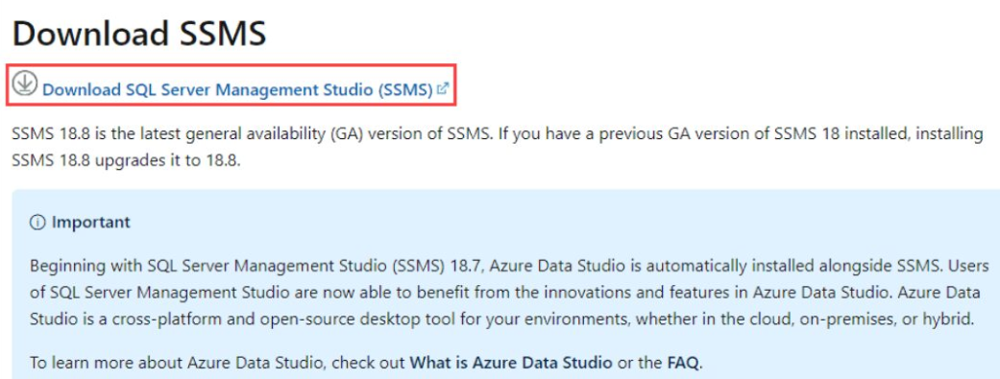 Download SSMS
Download SQL Server Management Studio (SSMS)
SSMS 18.8 is the latest general availability (GA) version of SSMS. If you have a previous GA version of SSMS 18 installed, installing
SSMS 18.8 upgrades it to 18.8.
Important
Beginning with SQL Server Management Studio (SSMS) 18.7, Azure Data Studio is automatically installed alongside SSMS. Users
of SQL Server Management Studio are now able to benefit from the innovations and features in Azure Data Studio. Azure Data
Studio is a cross-platform and open-source desktop tool for your environments, whether in the cloud, on-premises, or hybrid.
To learn more about Azure Data Studio, check out What is Azure Data Studio or the FAQ.